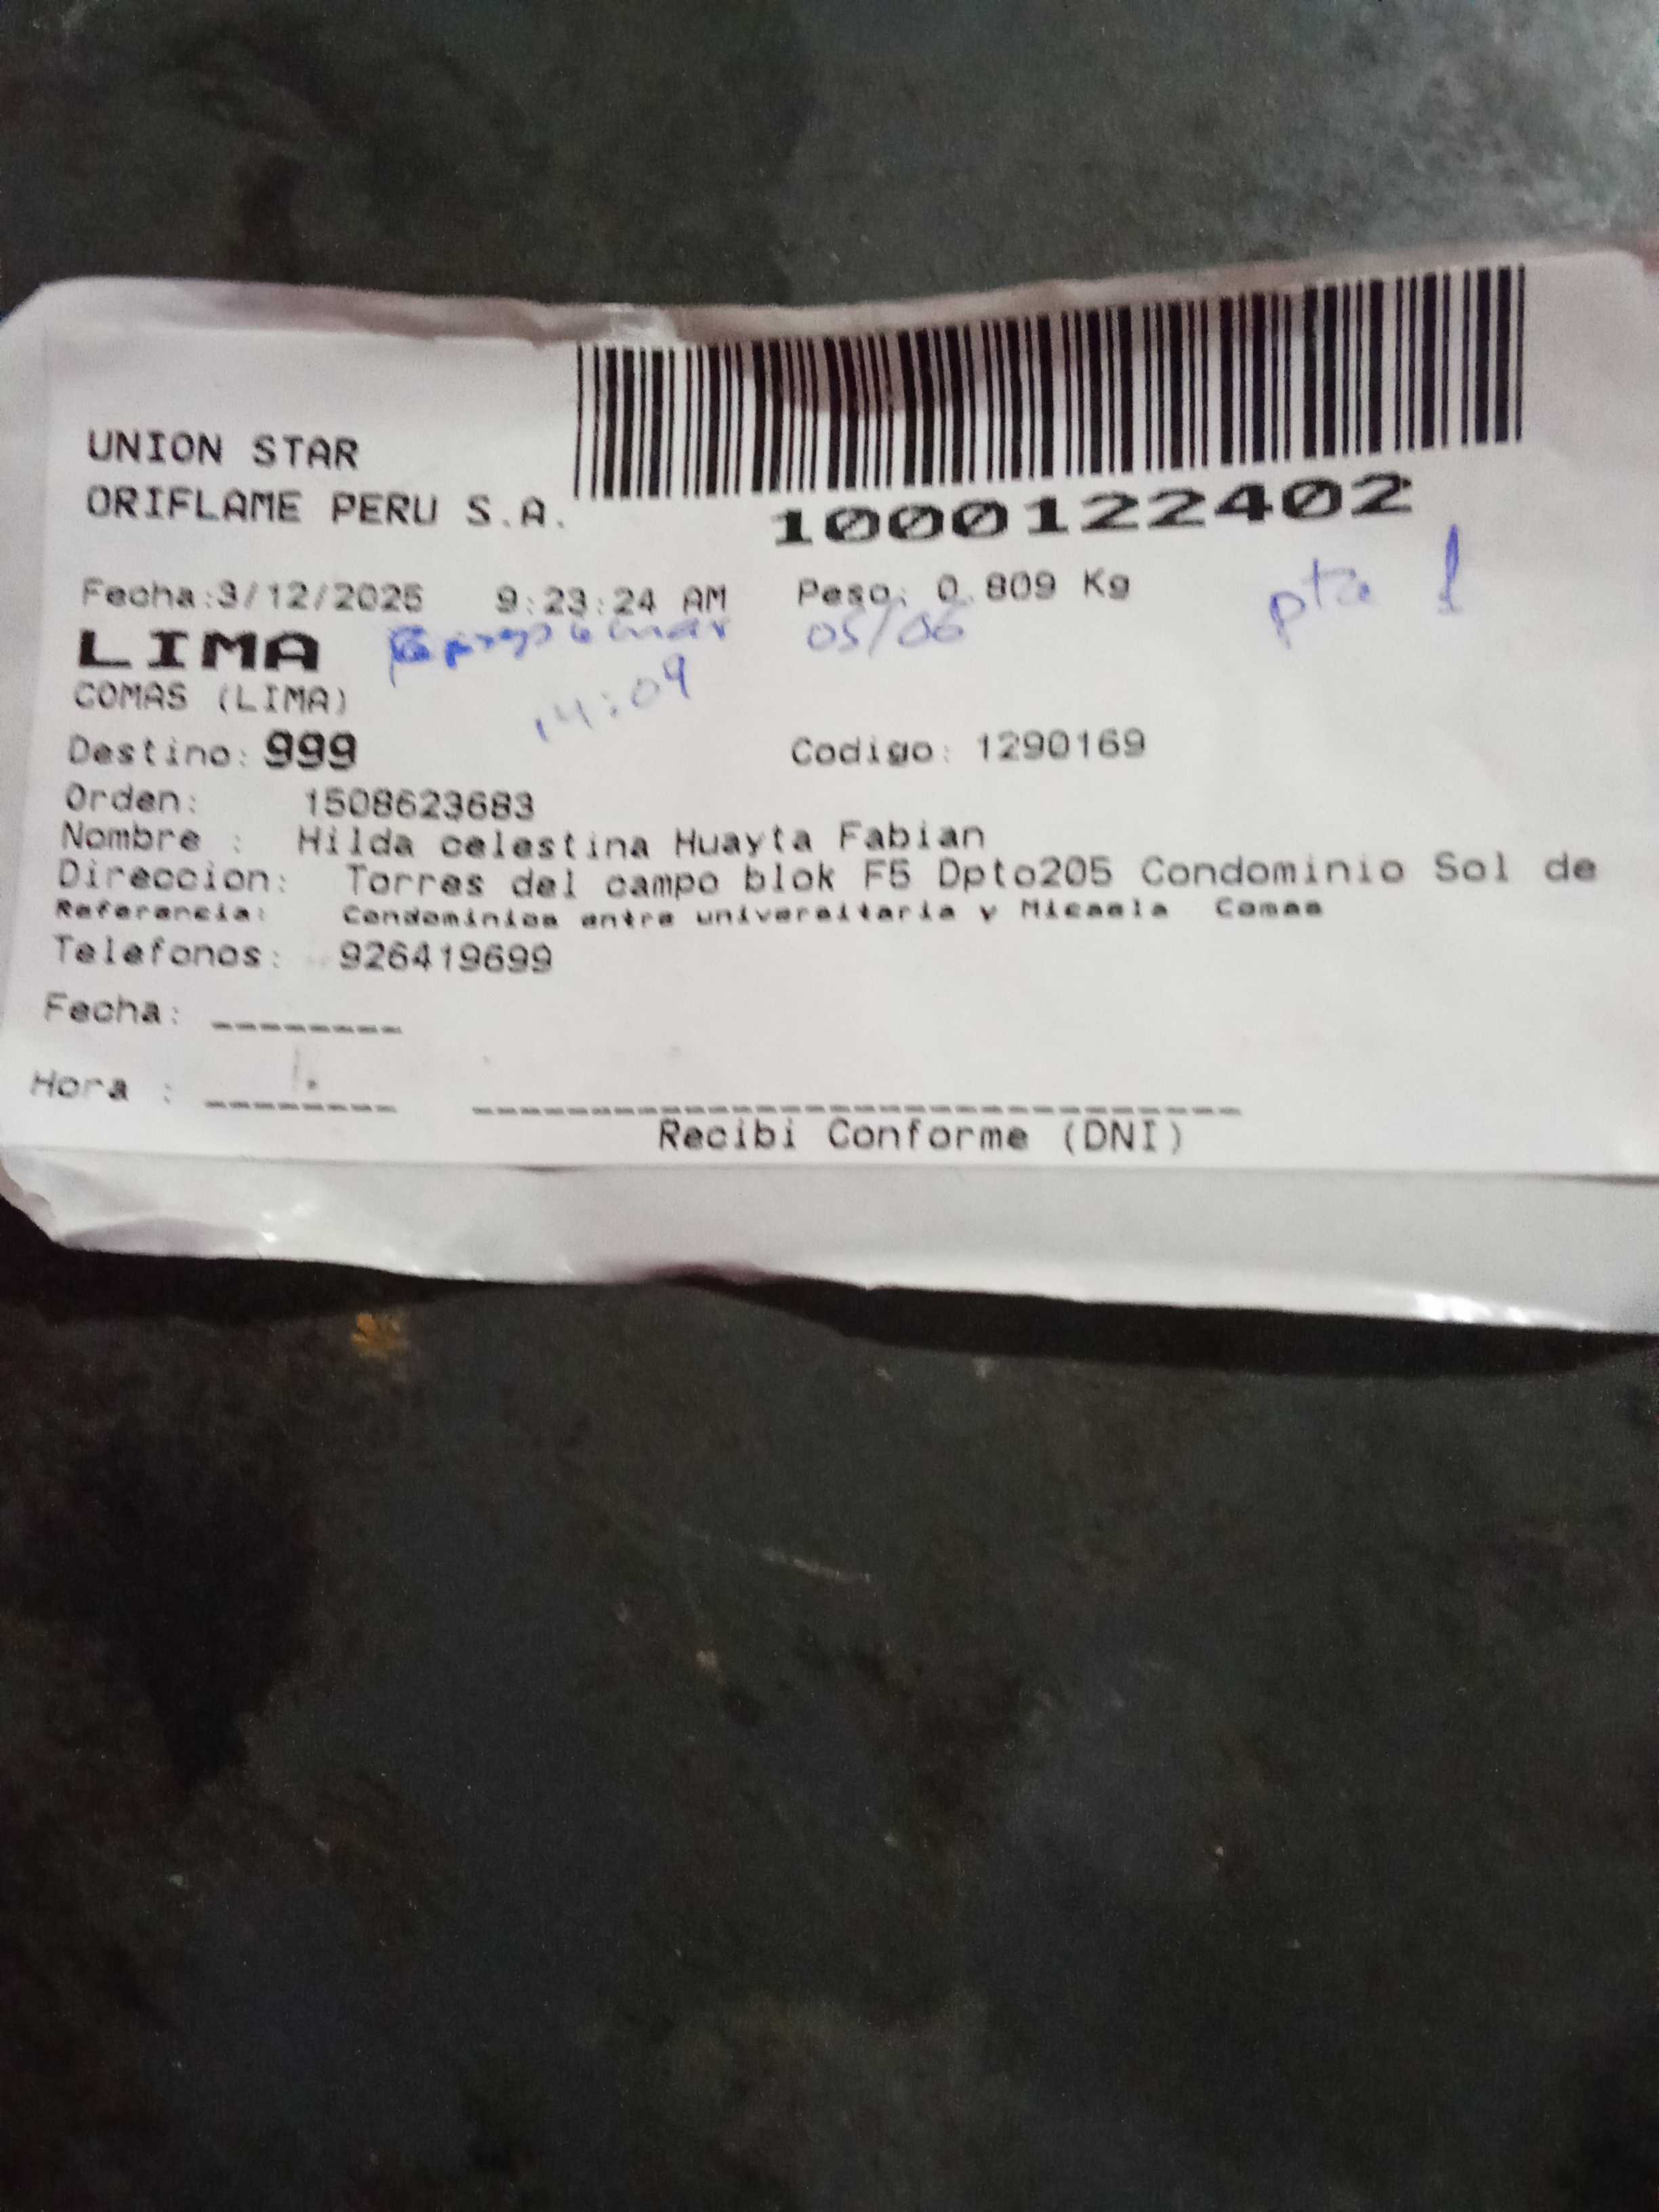 UNION STAR
ORIFLAME PERU S.A.
1000122402
Fecha:3/12/2025 9:23:24 AM Peso: 0.809 Kg
pta 1
LIMA 05/06
COMAS (LIMA) 14:09
Destino: 999 Codigo: 1290169
Orden: 1508623683
Nombre : Hilda celestina Huayta Fabian
Direccion: Torres del campo blok F5 Dpto205 Condominio Sol de
Referencia: Condominios entre universitaria y Micaela Comas
Telefonos: 926419699
Fecha: ________
Hora : ________
Recibi Conforme (DNI)